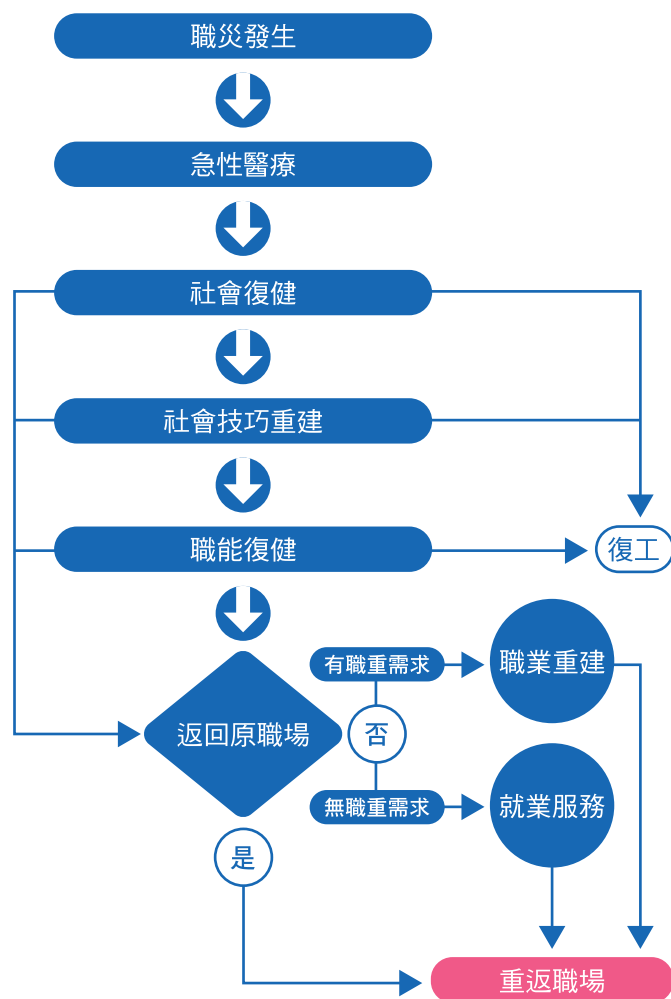 職災發生
急性醫療
社會復健
社會技巧重建
職能復健
復工
有職重需求
職業重建
返回原職場
否
無職重需求
就業服務
是
重返職場